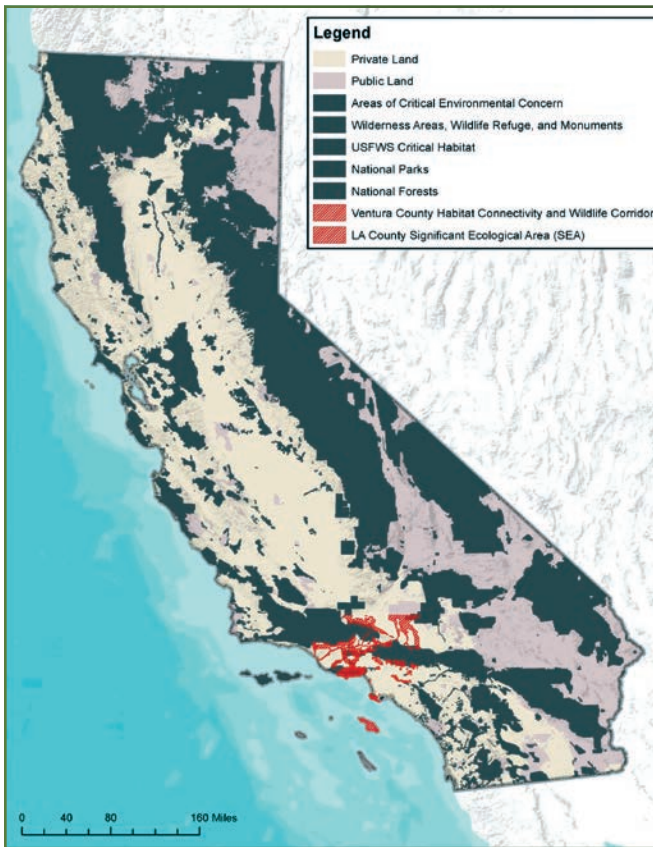 Legend
Private Land
Public Land
Areas of Critical Environmental Concern
Wilderness Areas, Wildlife Refuge, and Monuments
USFWS Critical Habitat
National Parks
National Forests
Ventura County Habitat Connectivity and Wildlife Corridor
LA County Significant Ecological Area (SEA)
0 40 80 160 Miles